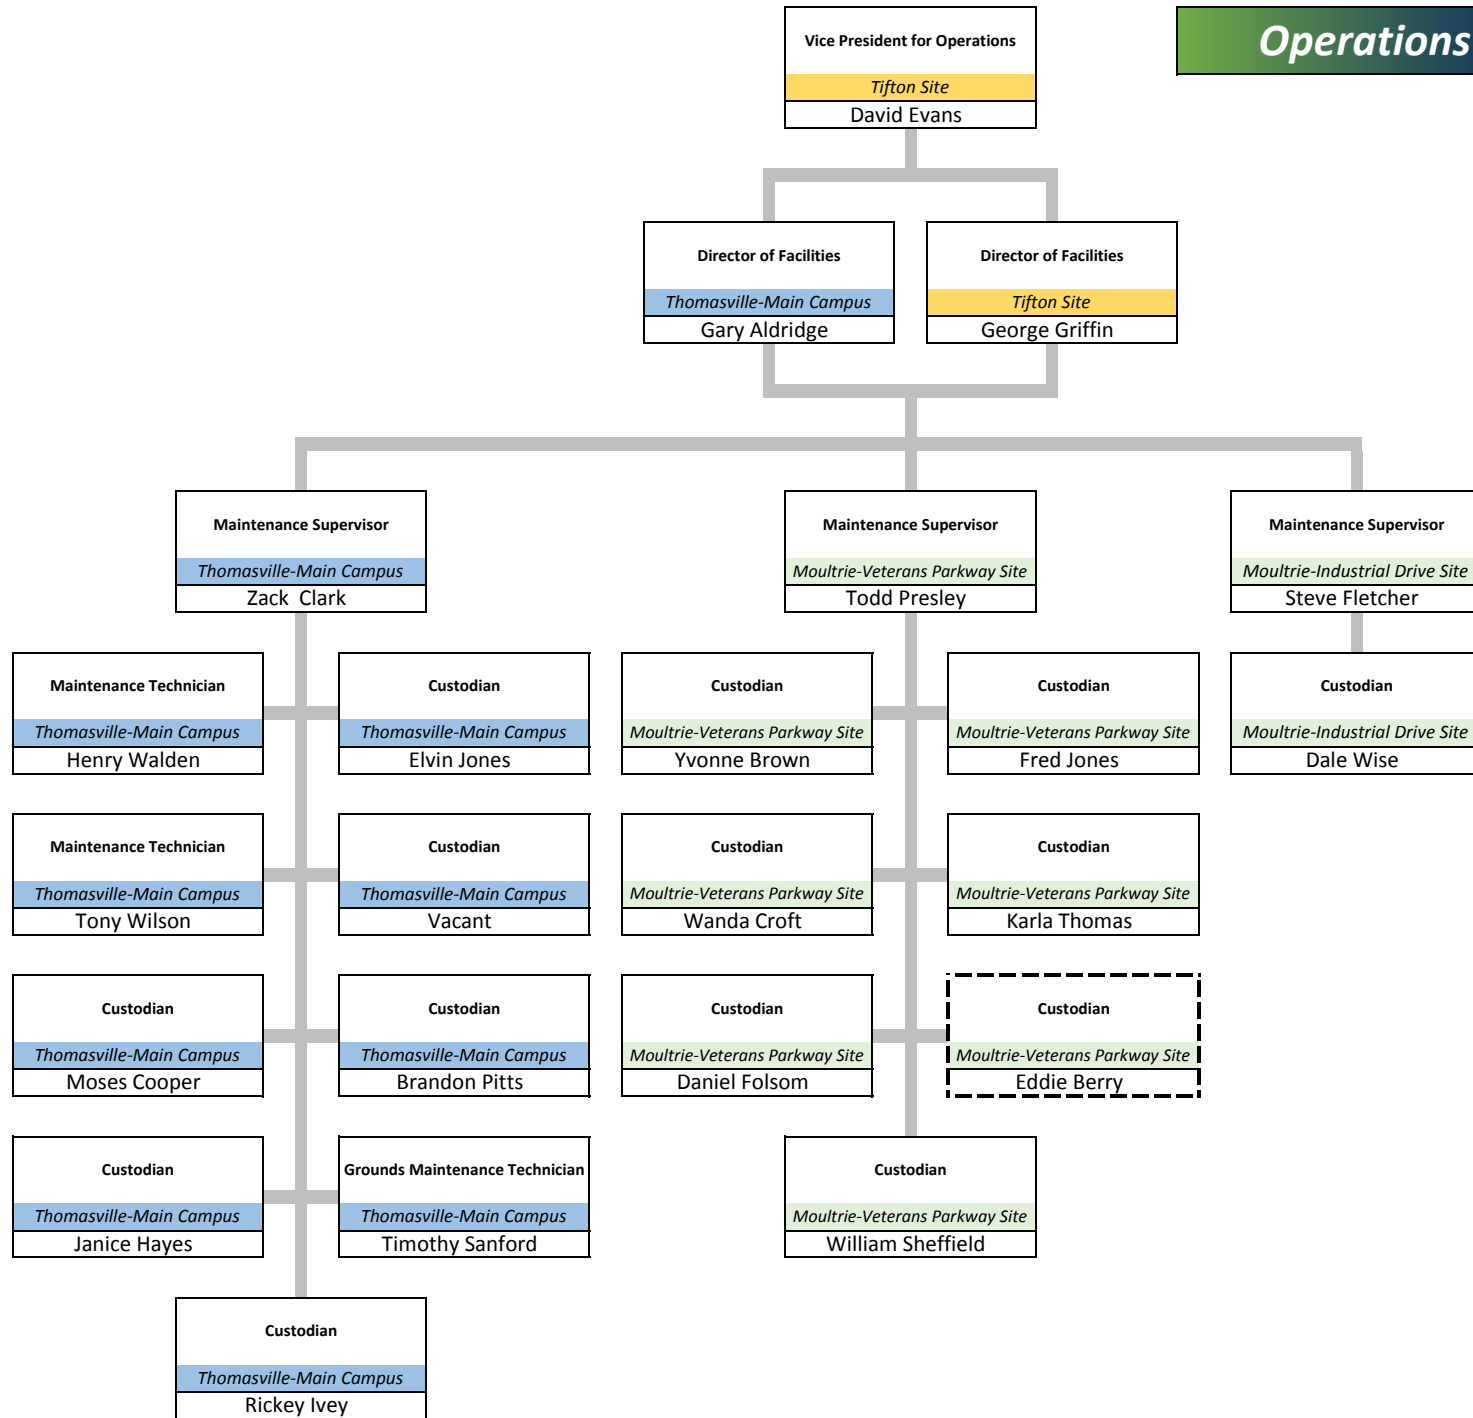 Operations
Vice President for Operations
Tifton Site
David Evans
Director of Facilities
Thomasville-Main Campus
Gary Aldridge
Director of Facilities
Tifton Site
George Griffin
Maintenance Supervisor
Thomasville-Main Campus
Zack  Clark
Maintenance Supervisor
Moultrie-Veterans Parkway Site
Todd Presley
Maintenance Supervisor
Moultrie-Industrial Drive Site
Steve Fletcher
Maintenance Technician
Thomasville-Main Campus
Henry Walden
Custodian
Thomasville-Main Campus
Elvin Jones
Custodian
Moultrie-Veterans Parkway Site
Yvonne Brown
Custodian
Moultrie-Veterans Parkway Site
Fred Jones
Custodian
Moultrie-Industrial Drive Site
Dale Wise
Maintenance Technician
Thomasville-Main Campus
Tony Wilson
Custodian
Thomasville-Main Campus
Vacant
Custodian
Moultrie-Veterans Parkway Site
Wanda Croft
Custodian
Moultrie-Veterans Parkway Site
Karla Thomas
Custodian
Thomasville-Main Campus
Moses Cooper
Custodian
Thomasville-Main Campus
Brandon Pitts
Custodian
Moultrie-Veterans Parkway Site
Daniel Folsom
Custodian
Moultrie-Veterans Parkway Site
Eddie Berry
Custodian
Thomasville-Main Campus
Janice Hayes
Grounds Maintenance Technician
Thomasville-Main Campus
Timothy Sanford
Custodian
Moultrie-Veterans Parkway Site
William Sheffield
Custodian
Thomasville-Main Campus
Rickey Ivey